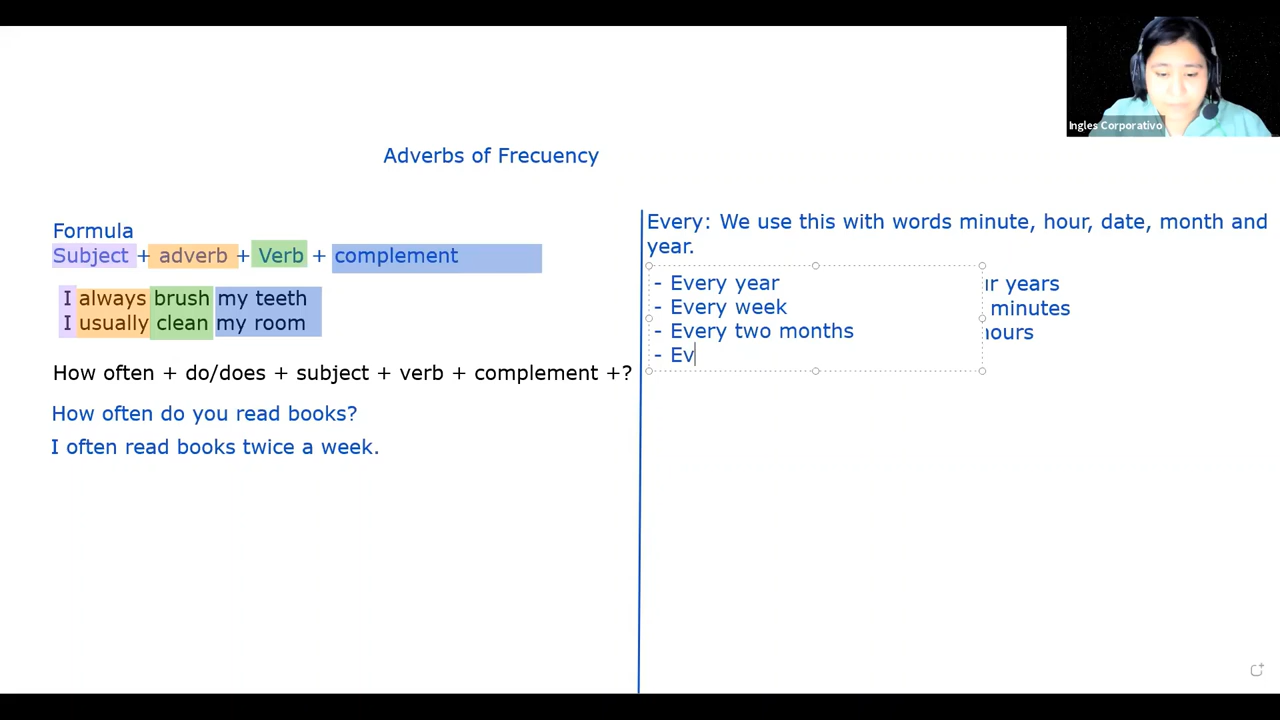 Ingles Corporativo
Adverbs of Frecuency
Formula
Subject + adverb + Verb + complement
I always brush my teeth
I usually clean my room
How often + do/does + subject + verb + complement +?
How often do you read books?
I often read books twice a week.
Every: We use this with words minute, hour, date, month and
year.
- Every year
- Every week
- Every two months
- Ev
years
minutes
hours